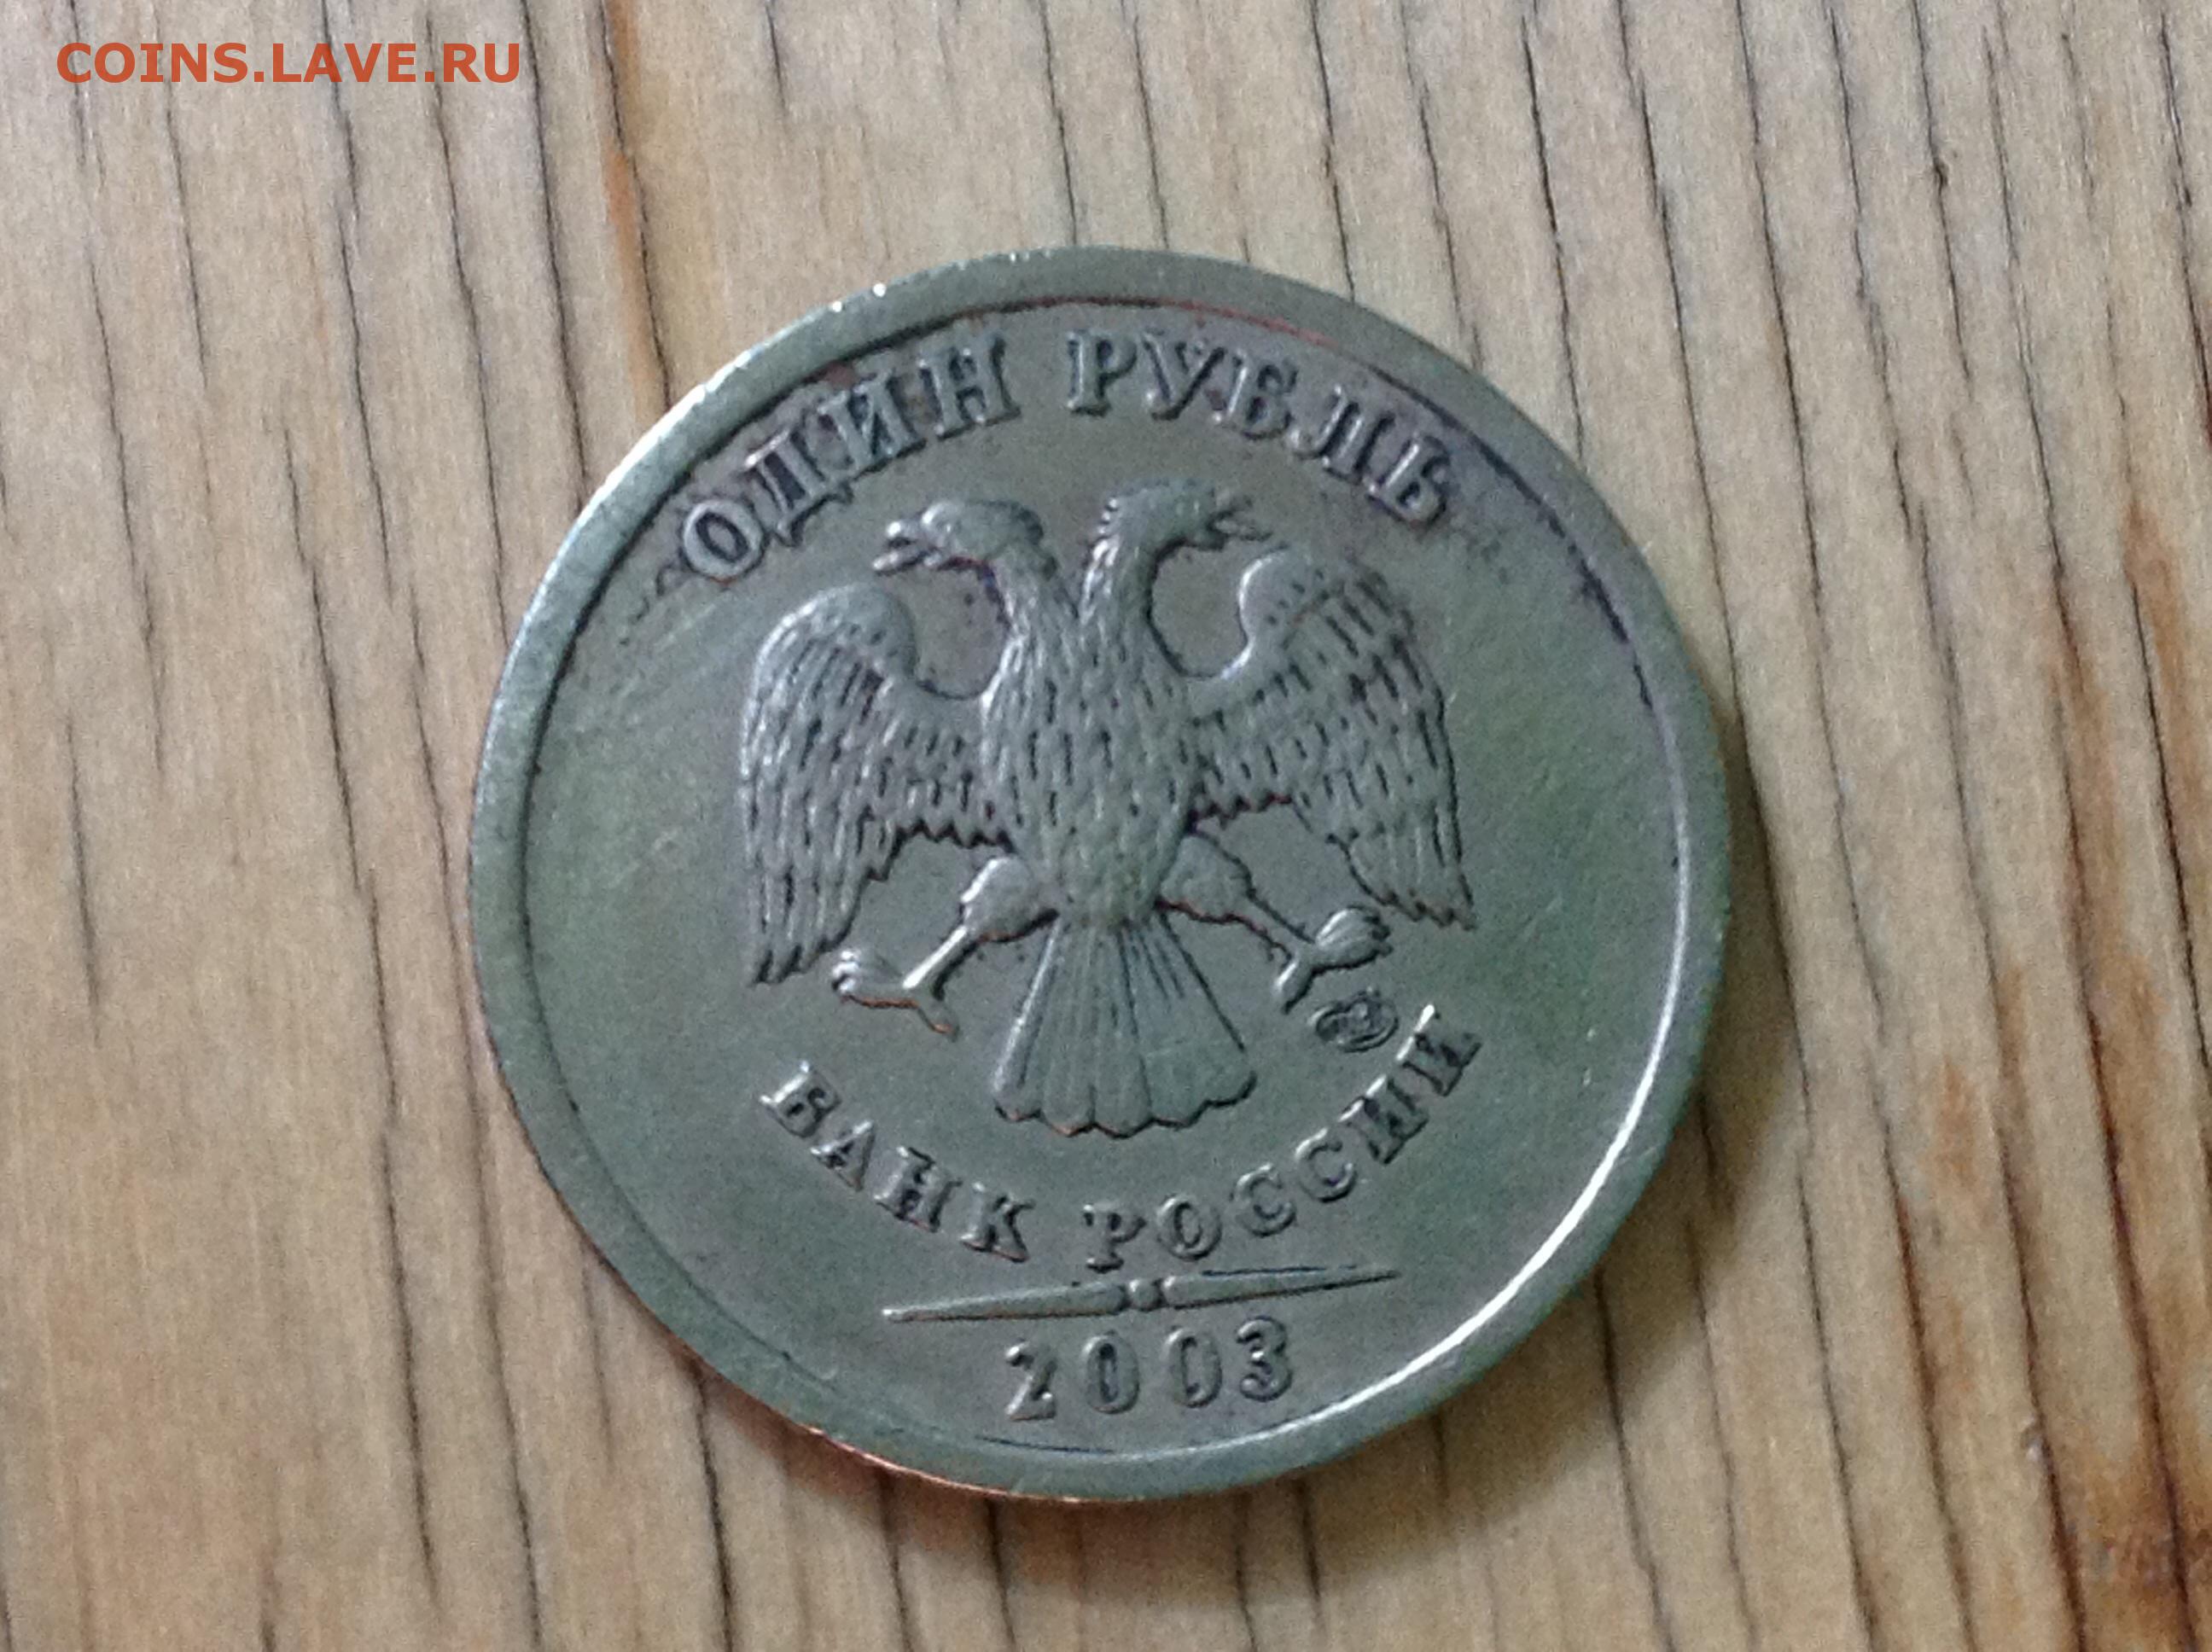 COINS.LAVE.RU
ОДИН РУБЛЬ
БАНК РОССИИ
2003